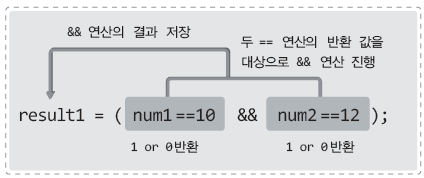 && 연산의 결과 저장
두 == 연산의 반환 값을
대상으로 && 연산 진행
result1 = ( num1==10 && num2==12 );
1 or 0 반환 1 or 0 반환